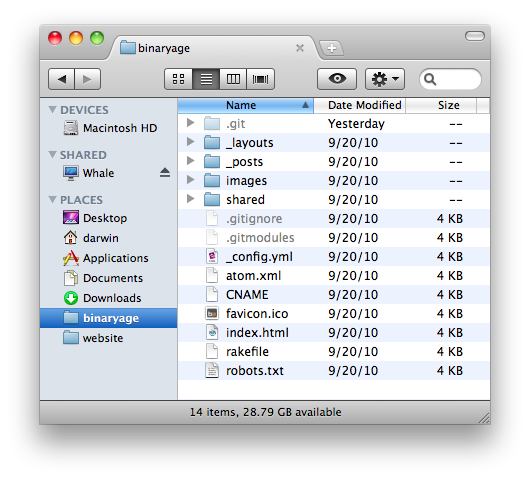 binaryage
Name Date Modified Size
DEVICES
Macintosh HD
SHARED
Whale
PLACES
Desktop
darwin
Applications
Documents
Downloads
binaryage
website
.git Yesterday --
_layouts 9/20/10 --
_posts 9/20/10 --
images 9/20/10 --
shared 9/20/10 --
.gitignore 9/20/10 4 KB
.gitmodules 9/20/10 4 KB
_config.yml 9/20/10 4 KB
atom.xml 9/20/10 4 KB
CNAME 9/20/10 4 KB
favicon.ico 9/20/10 4 KB
index.html 9/20/10 4 KB
rakefile 9/20/10 4 KB
robots.txt 9/20/10 4 KB
14 items, 28.79 GB available